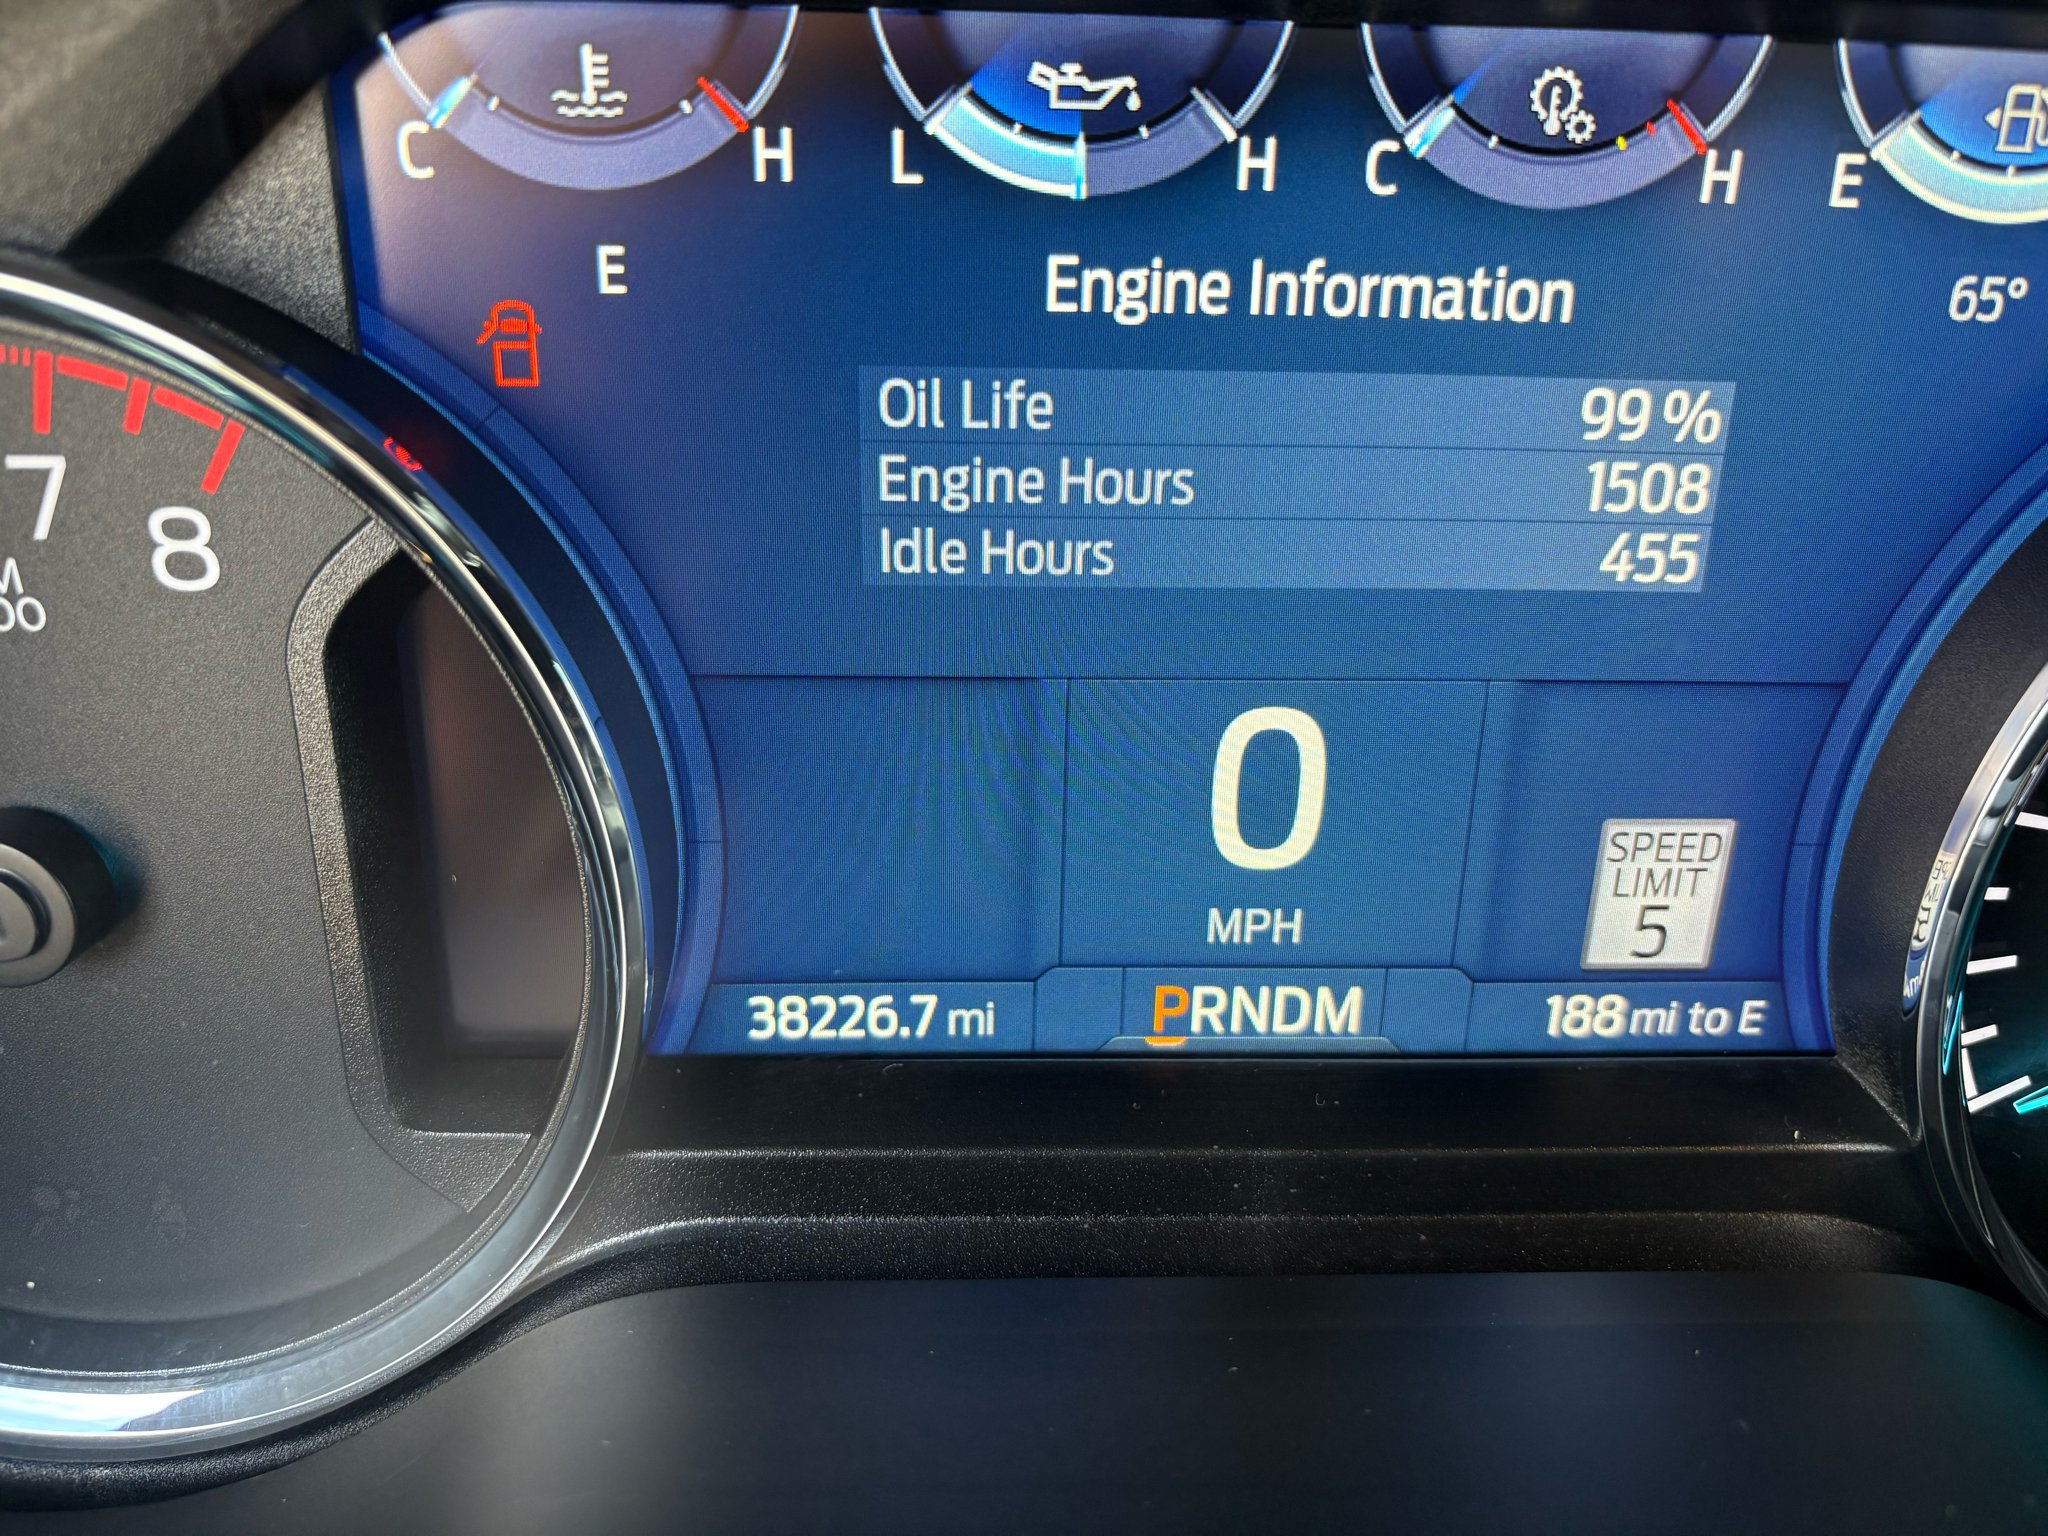 C H L H C H E
E
Engine Information
65°
Oil Life 99 %
Engine Hours 1508
Idle Hours 455
7
8
0
MPH
SPEED
LIMIT
5
38226.7 mi
PRNDM
188 mi to E